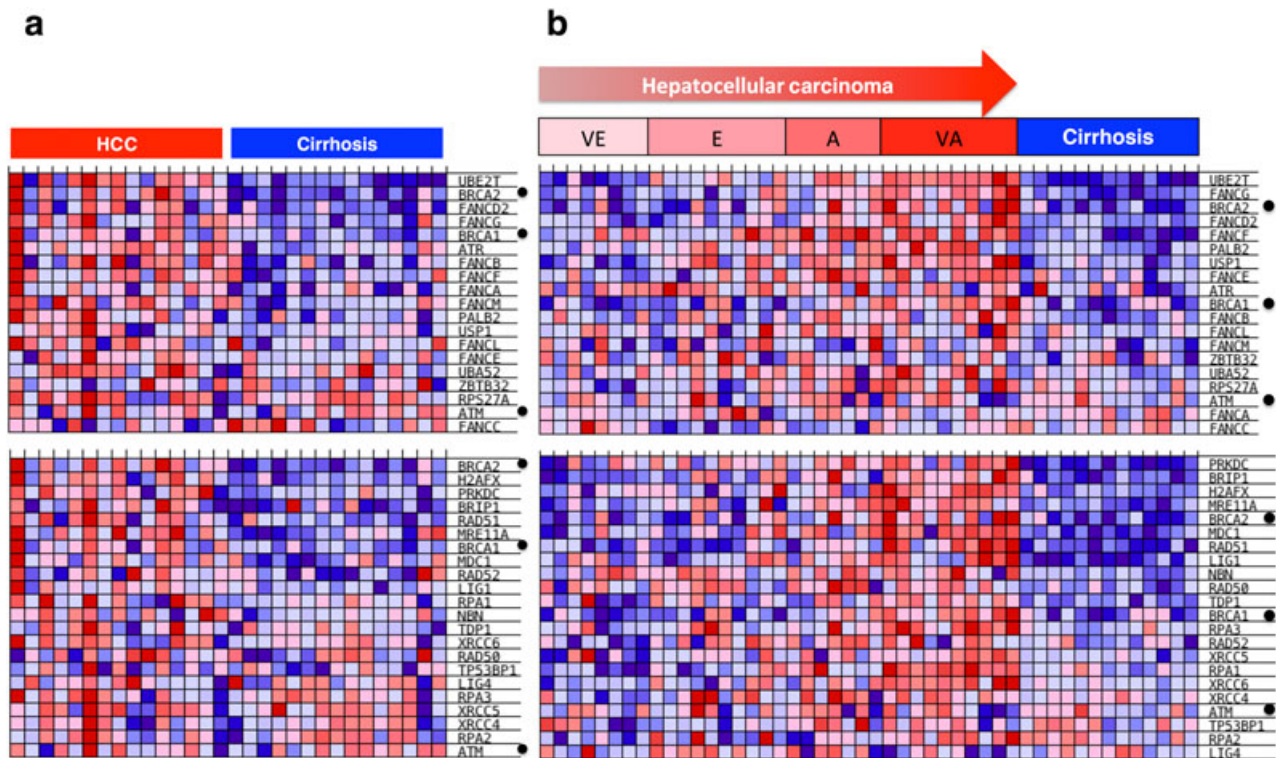 a
b
Hepatocellular carcinoma
HCC
Cirrhosis
VE
E
A
VA
Cirrhosis
UBE2T
BRCA2
FANCD2
FANCG
BRCA1
ATR
FANCB
FANCF
FANCA
FANCM
PALB2
USP1
FANCL
FANCE
UBA52
ZBTB32
RPS27A
ATM
FANCC
BRCA2
H2AFX
PRKDC
BRIP1
RAD51
MRE11A
BRCA1
MDC1
RAD52
LIG1
RPA1
NBN
TDP1
XRCC6
RAD50
TP53BP1
LIG4
RPA3
XRCC5
XRCC4
RPA2
ATM
UBE2T
FANCG
BRCA2
FANCD2
FANCF
PALB2
USP1
FANCE
ATR
BRCA1
FANCB
FANCL
FANCM
ZBTB32
UBA52
RPS27A
ATM
FANCA
FANCC
PRKDC
BRIP1
H2AFX
MRE11A
BRCA2
MDC1
RAD51
LIG1
NBN
RAD50
TDP1
BRCA1
RPA3
RAD52
XRCC5
RPA1
XRCC6
XRCC4
ATM
TP53BP1
RPA2
LIG4